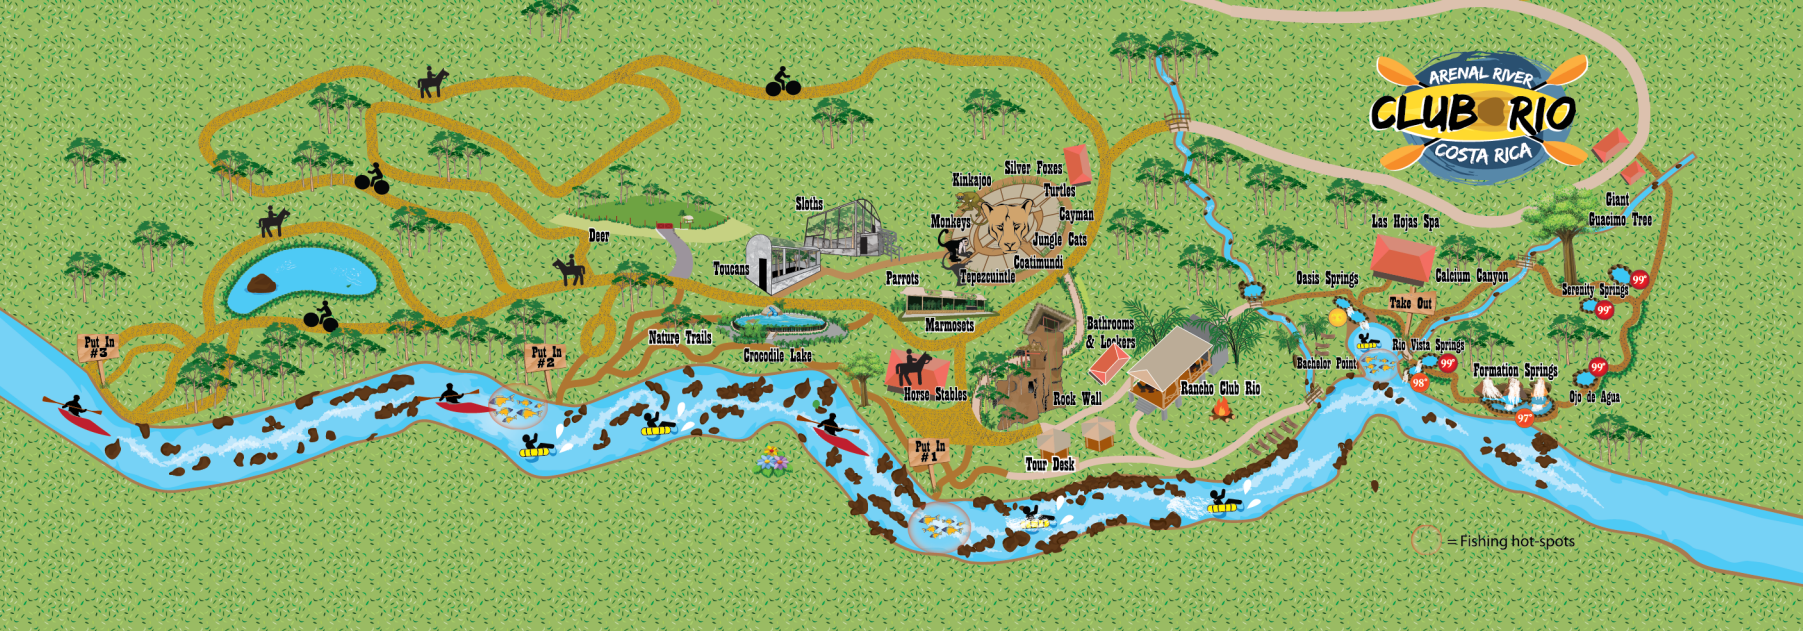 ARENAL RIVER
CLUB RIO
COSTA RICA
Silver Foxes
Kinkajoo
Turtles
Sloths
Monkeys
Cayman
Deer
Jungle Cats
Coatimundi
Toucans
Tepezcuintle
Parrots
Marmosets
Giant
Guacimo Tree
Las Hojas Spa
Oasis Springs
Calcium Canyon
Serenity Springs
99°
99°
Take Out
Put In
#3
Put In
#2
Nature Trails
Crocodile Lake
Bathrooms
& Lockers
Rio Vista Springs
99°
98°
Bachelor Point
Formation Springs
97°
99°
Ojo de Agua
Horse Stables
Rock Wall
Rancho Club Rio
Put In
#1
Tour Desk
= Fishing hot-spots